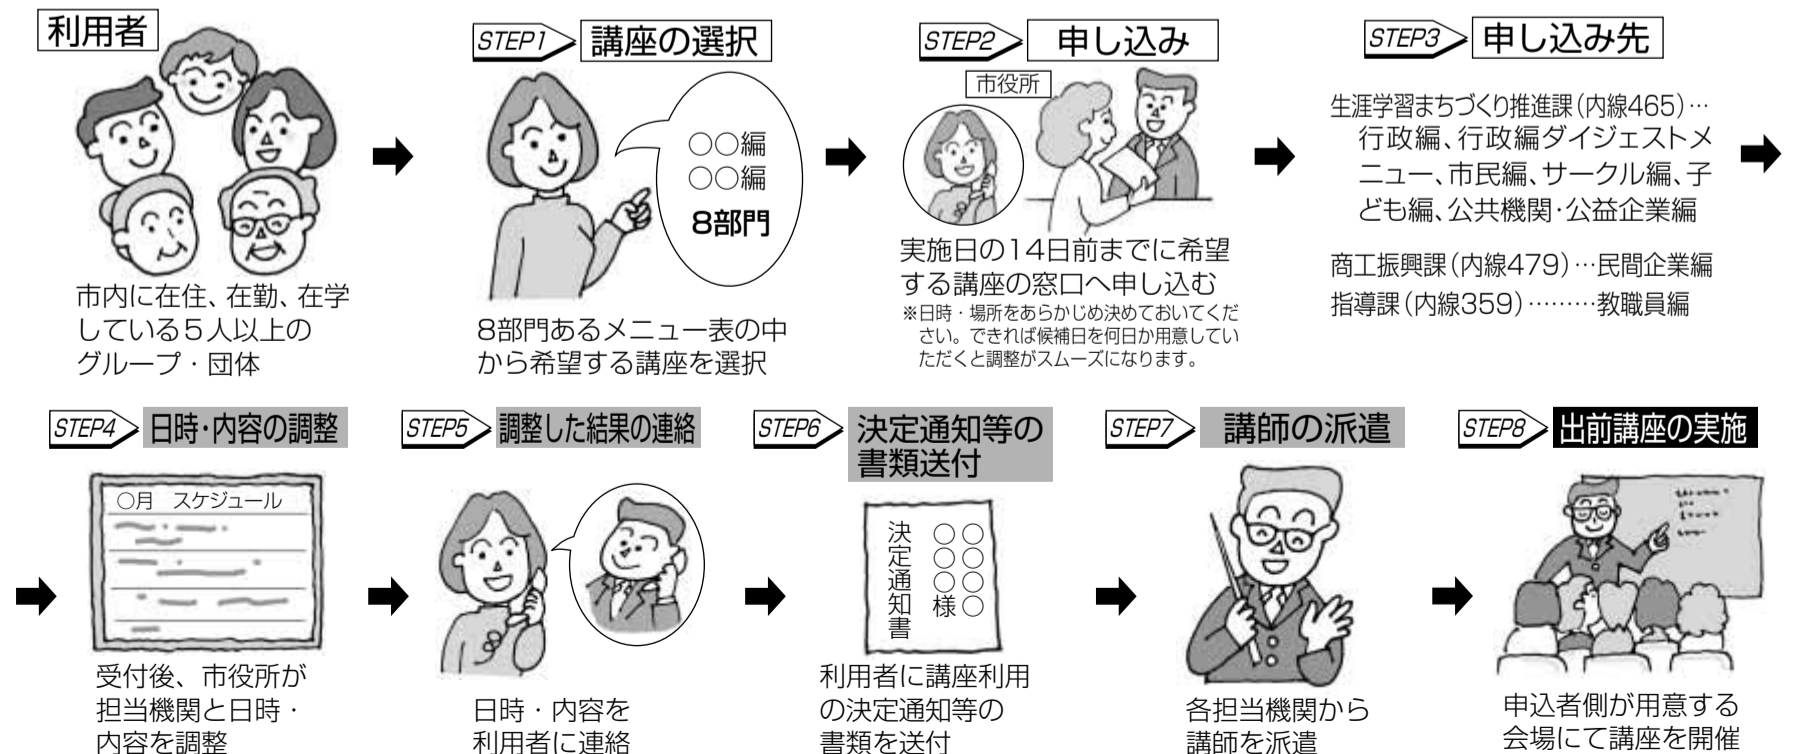 利用者
市内に在住、在勤、在学
している5人以上の
グループ・団体
STEP1 講座の選択
○○編
○○編
8部門
8部門あるメニュー表の中
から希望する講座を選択
STEP2 申し込み
市役所
実施日の14日前までに希望
する講座の窓口へ申し込む
※日時・場所をあらかじめ決めておいてくだ
さい。できれば候補日を何日か用意してい
ただくと調整がスムーズになります。
STEP3 申し込み先
生涯学習まちづくり推進課(内線465)…
行政編、行政編ダイジェストメ
ニュー、市民編、サークル編、子
ども編、公共機関・公益企業編
商工振興課(内線479)…民間企業編
指導課(内線359)………教職員編
STEP4 日時・内容の調整
○月 スケジュール
受付後、市役所が
担当機関と日時・
内容を調整
STEP5 調整した結果の連絡
日時・内容を
利用者に連絡
STEP6 決定通知等の
書類送付
○○○○
○○○様
決定通知書
利用者に講座利用
の決定通知等の
書類を送付
STEP7 講師の派遣
各担当機関から
講師を派遣
STEP8 出前講座の実施
申込者側が用意する
会場にて講座を開催